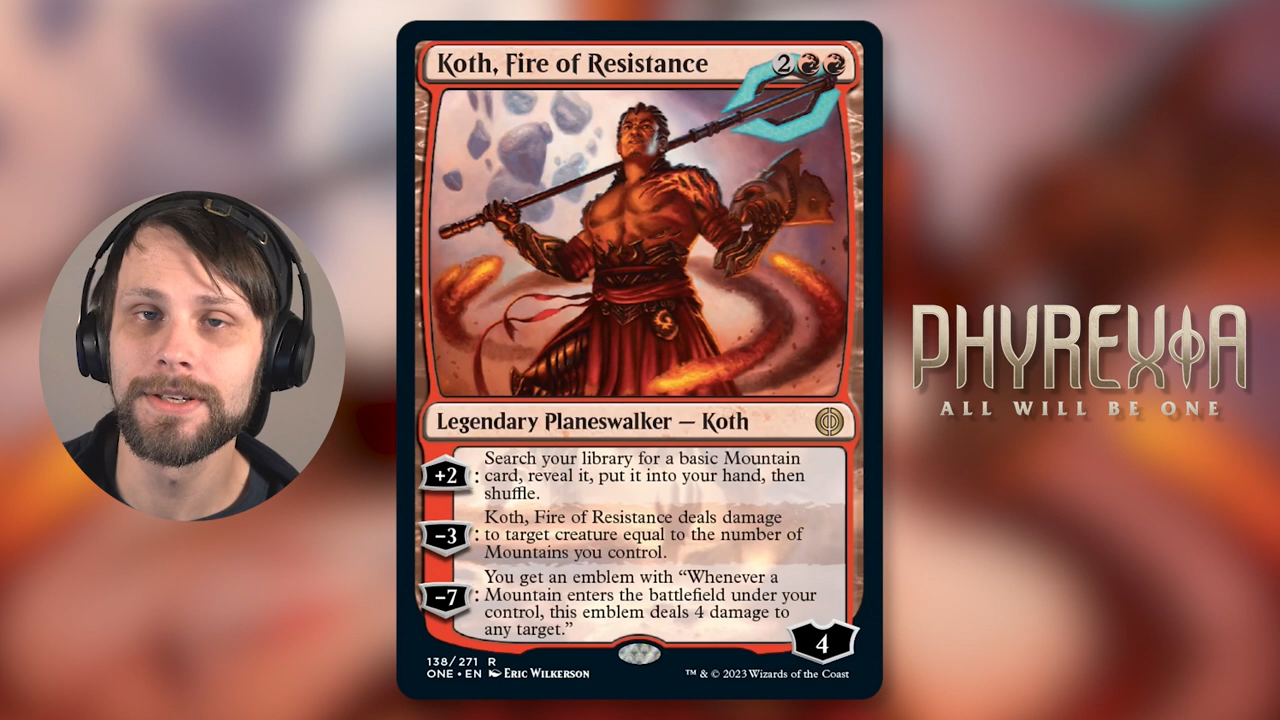 Koth, Fire of Resistance 2
Legendary Planeswalker — Koth
+2: Search your library for a basic Mountain
card, reveal it, put it into your hand, then
shuffle.
−3: Koth, Fire of Resistance deals damage
to target creature equal to the number of
Mountains you control.
−7: You get an emblem with “Whenever a
Mountain enters the battlefield under your
control, this emblem deals 4 damage to
any target.”
4
138/271 R
ONE • EN Eric Wilkerson
™ & © 2023 Wizards of the Coast
PHYREXIA
ALL WILL BE ONE